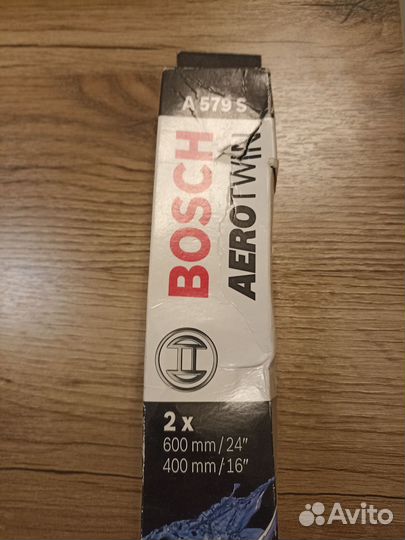 A 579 S
BOSCH
AEROTWIN
2 x
600 mm / 24"
400 mm / 16"
Avito